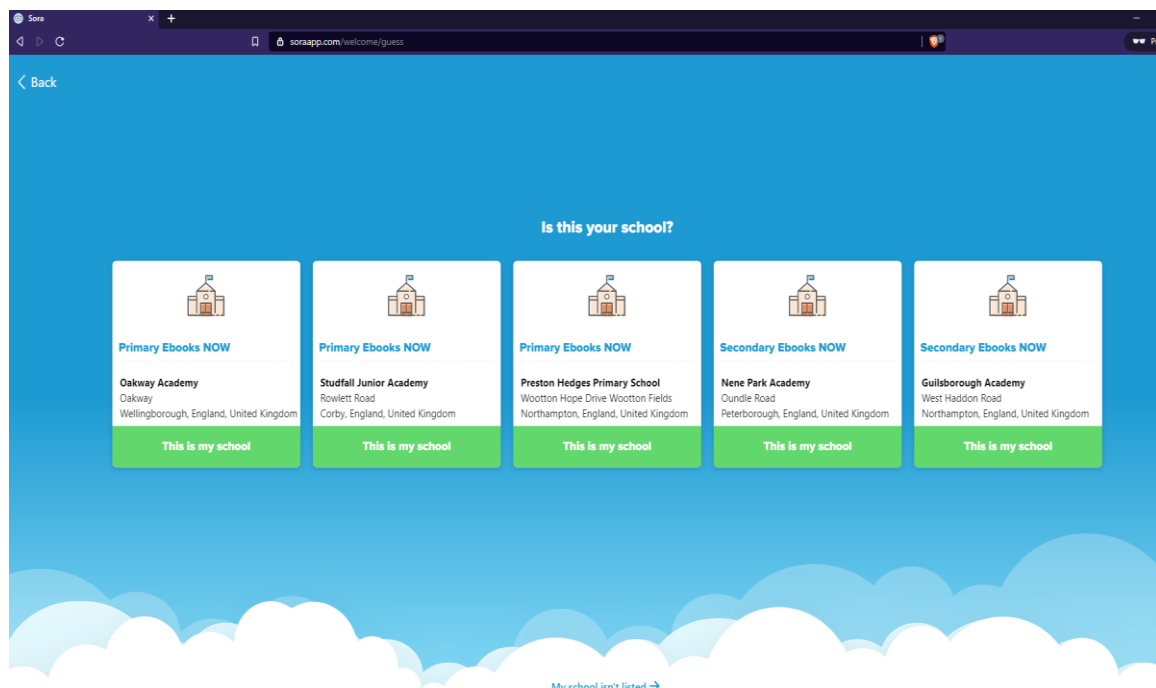 Sora
soraapp.com/welcome/guess
Back
Is this your school?
Primary Ebooks NOW
Oakway Academy
Oakway
Wellingborough, England, United Kingdom
This is my school
Primary Ebooks NOW
Studfall Junior Academy
Rowlett Road
Corby, England, United Kingdom
This is my school
Primary Ebooks NOW
Preston Hedges Primary School
Wootton Hope Drive Wootton Fields
Northampton, England, United Kingdom
This is my school
Secondary Ebooks NOW
Nene Park Academy
Oundle Road
Peterborough, England, United Kingdom
This is my school
Secondary Ebooks NOW
Guilsborough Academy
West Haddon Road
Northampton, England, United Kingdom
This is my school
My school isn't listed →